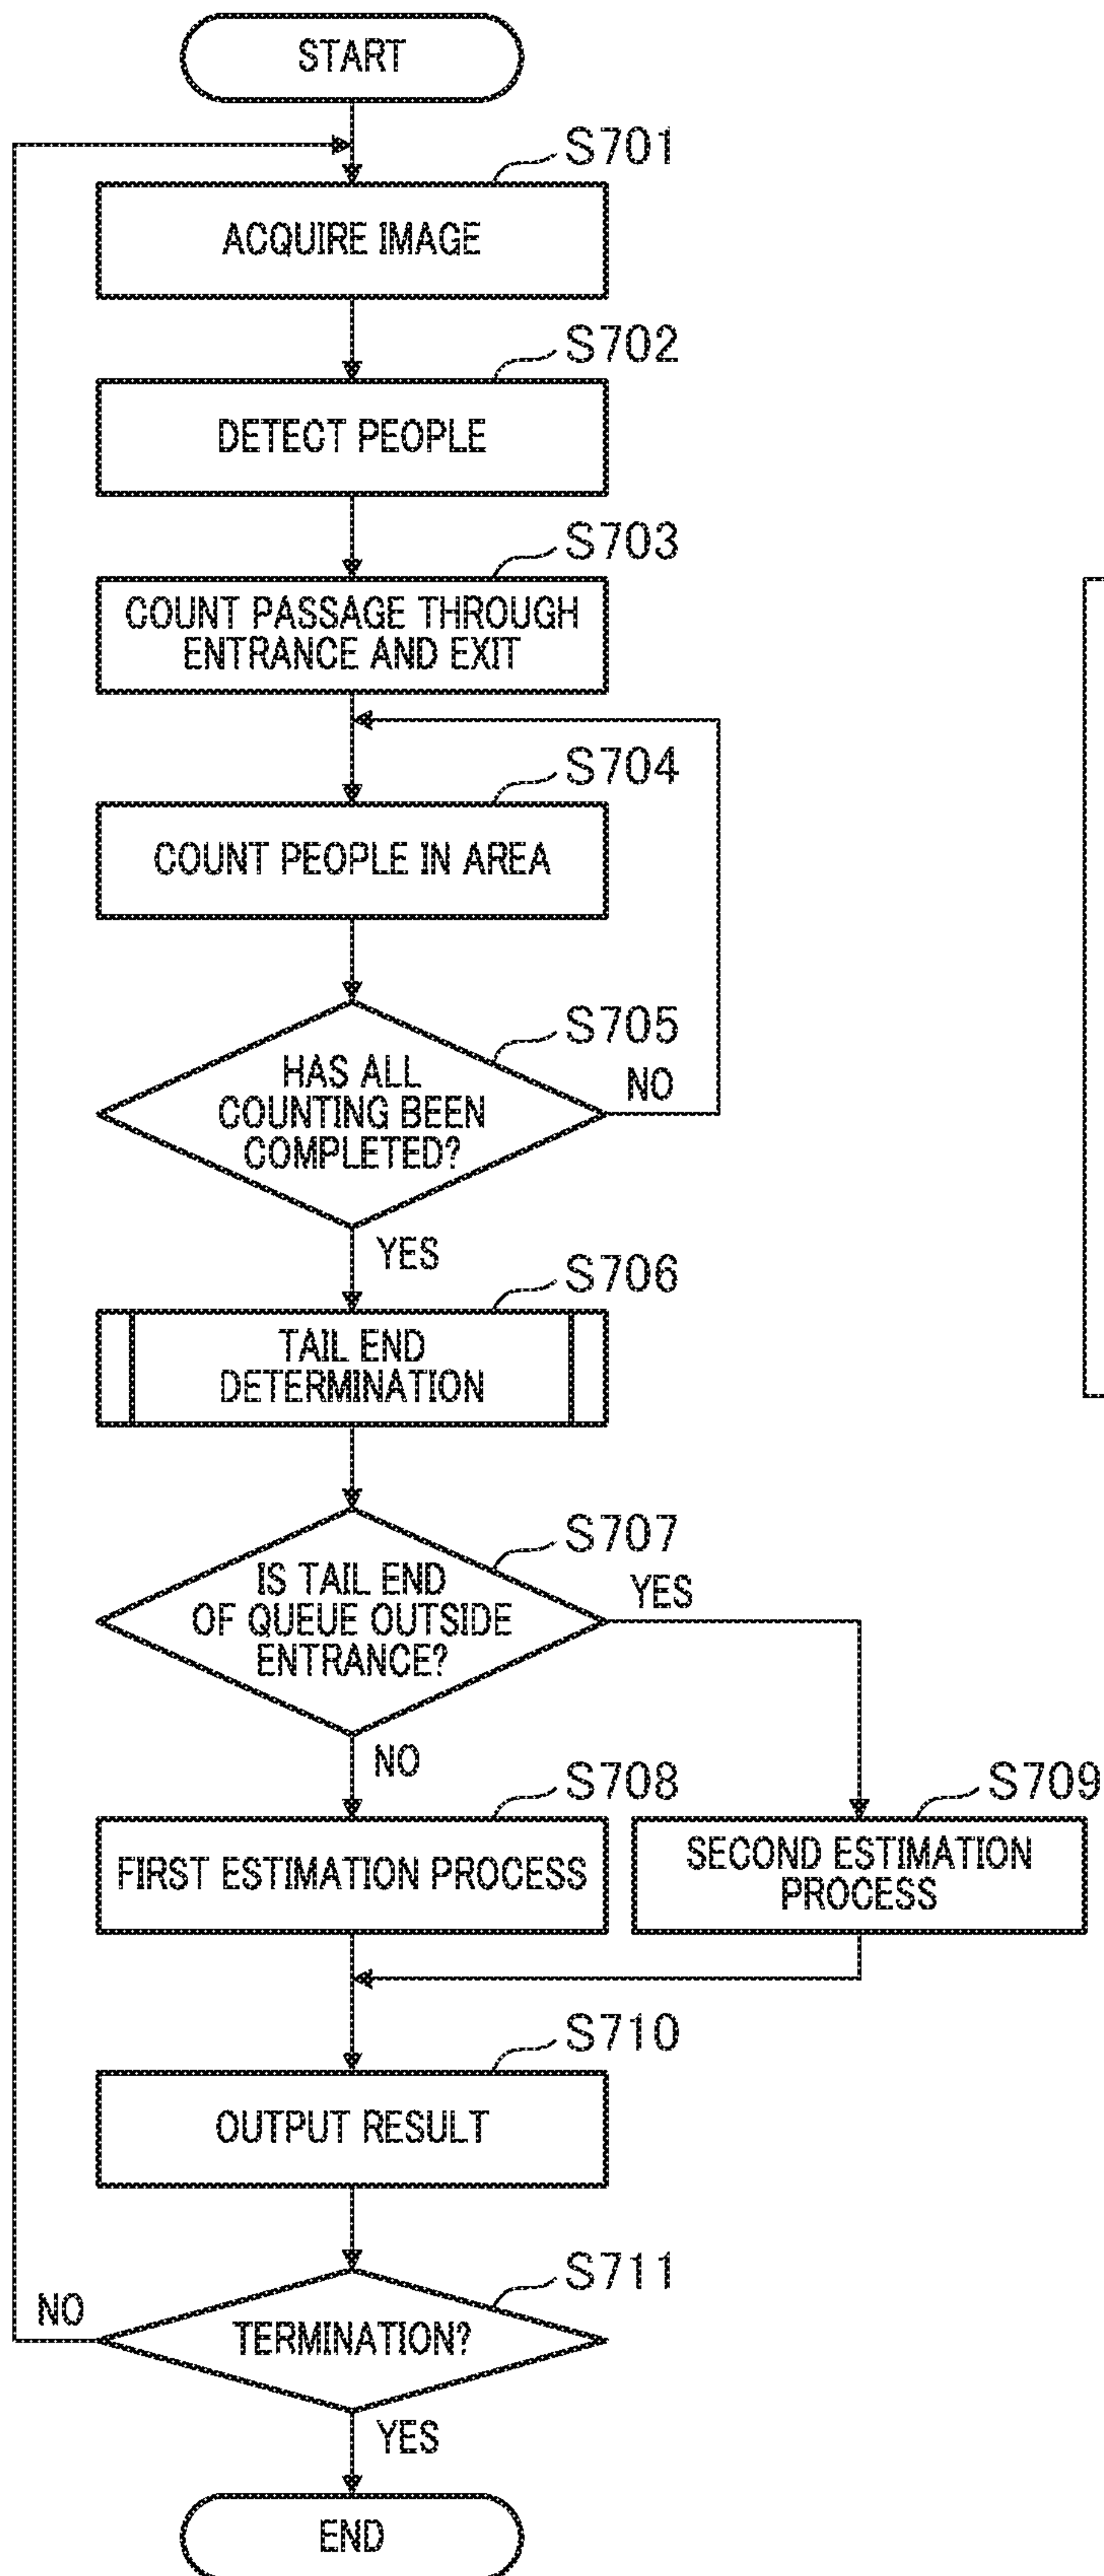 START
S701
ACQUIRE IMAGE
S702
DETECT PEOPLE
S703
COUNT PASSAGE THROUGH
ENTRANCE AND EXIT
S704
COUNT PEOPLE IN AREA
S705
HAS ALL
COUNTING BEEN
COMPLETED?
NO
YES
S706
TAIL END
DETERMINATION
S707
IS TAIL END
OF QUEUE OUTSIDE
ENTRANCE?
YES
NO
S708
FIRST ESTIMATION PROCESS
S709
SECOND ESTIMATION
PROCESS
S710
OUTPUT RESULT
S711
TERMINATION?
NO
YES
END